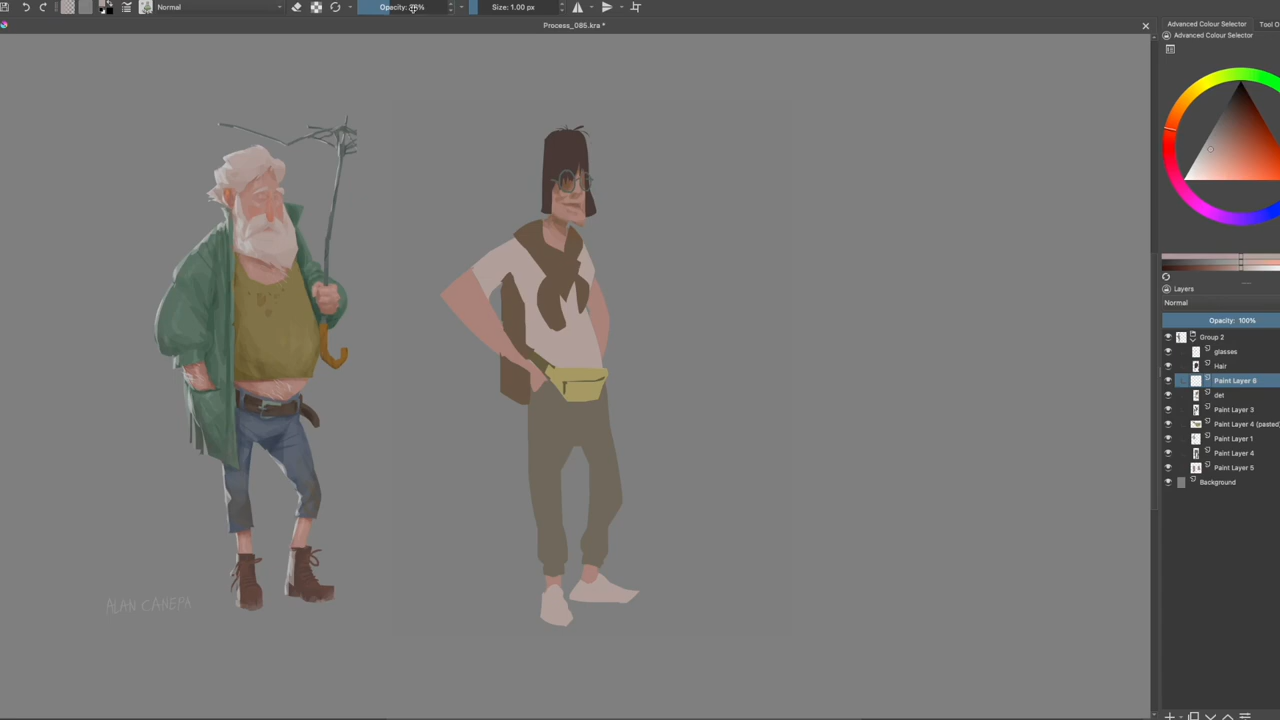 Normal
Opacity:
Size: 1.00 px
Process_086.kra *
Advanced Colour Selector
Tool O
Advanced Colour Selector
Layers
Normal
Opacity: 100%
Group 2
glasses
Hair
Paint Layer 6
det
Paint Layer 3
Paint Layer 4 (pasted)
Paint Layer 1
Paint Layer 4
Paint Layer 5
Background
ALAN CANEPA